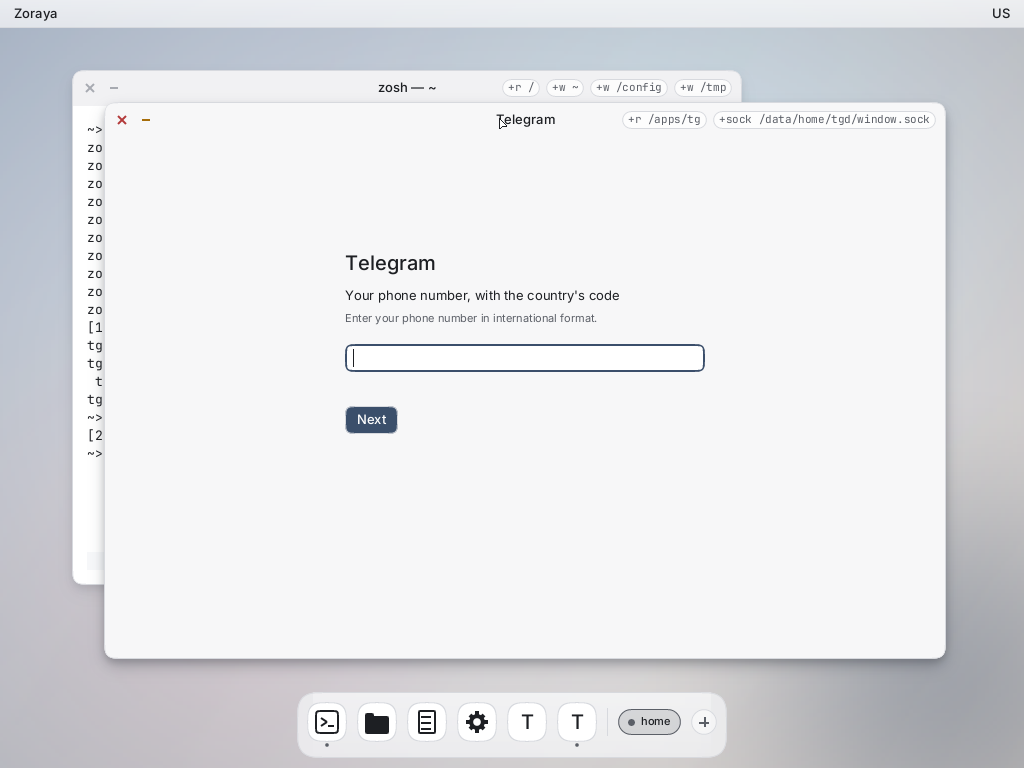 Zoraya US
zosh — ~ +r / +w ~ +w /config +w /tmp
Telegram +r /apps/tg +sock /data/home/tgd/window.sock
~>
zo
zo
zo
zo
zo
zo
zo
zo
zo
zo
[1
tg
tg
t
tg
~>
[2
~>
Telegram
Your phone number, with the country's code
Enter your phone number in international format.
Next
T T home